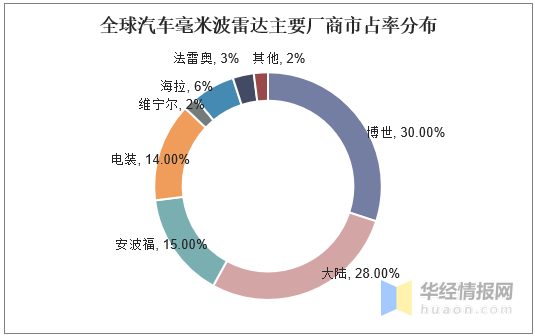 全球汽车毫米波雷达主要厂商市占率分布
法雷奥, 3%
其他, 2%
海拉, 6%
维宁尔, 2%
博世, 30.00%
电装, 14.00%
安波福, 15.00%
大陆, 28.00%
华经情报网
huaon.com